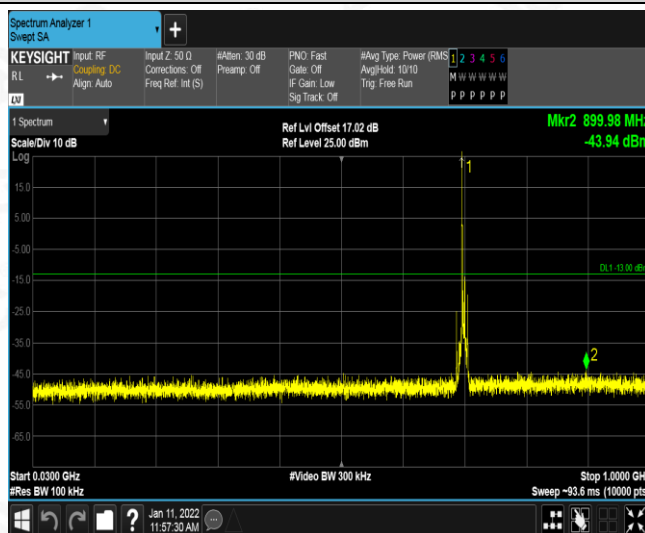 Spectrum Analyzer 1
Swept SA
+
KEYSIGHT Input: RF Input Z: 50 Ω #Atten: 30 dB PNO: Fast #Avg Type: Power (RMS 1 2 3 4 5 6
RL Coupling: DC Corrections: Off Preamp: Off Gate: Off Avg|Hold: 10/10 M W W W W W
Align: Auto Freq Ref: Int (S) IF Gain: Low Trig: Free Run
Sig Track: Off P P P P P P
LXI
1 Spectrum Ref Lvl Offset 17.02 dB Mkr2 899.98 MHz
Scale/Div 10 dB Ref Level 25.00 dBm -43.94 dBm
Log
1
15.0
5.00
-5.00
DL1 -13.00 dBm
-15.0
-25.0
-35.0
2
-45.0
-55.0
-65.0
Start 0.0300 GHz #Video BW 300 kHz Stop 1.0000 GHz
#Res BW 100 kHz Sweep ~93.6 ms (10000 pts
? Jan 11, 2022
11:57:30 AM